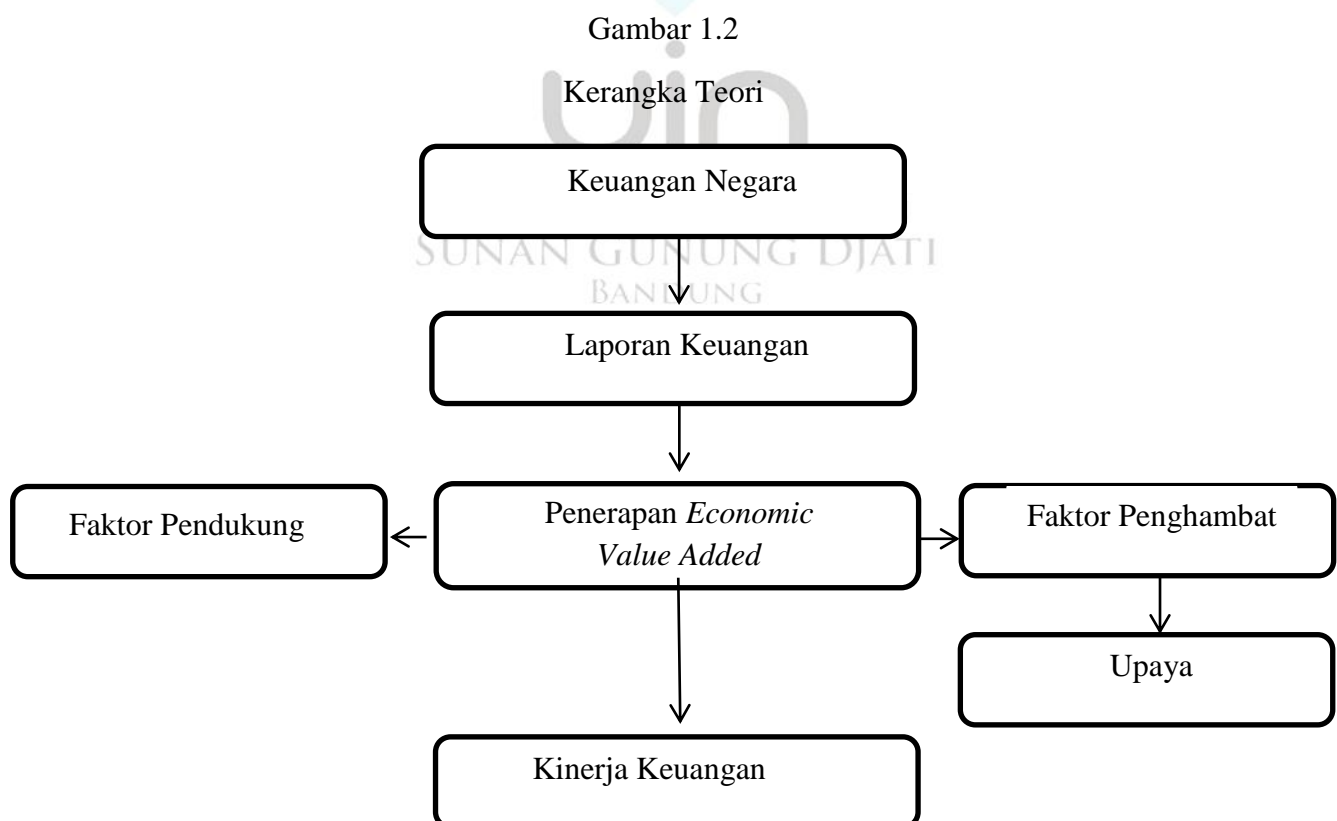 Gambar 1.2
Kerangka Teori
uin
Keuangan Negara
SUNAN GUNUNG DJATI
BANDUNG
Laporan Keuangan
Faktor Pendukung
Penerapan Economic
Value Added
Faktor Penghambat
Upaya
Kinerja Keuangan